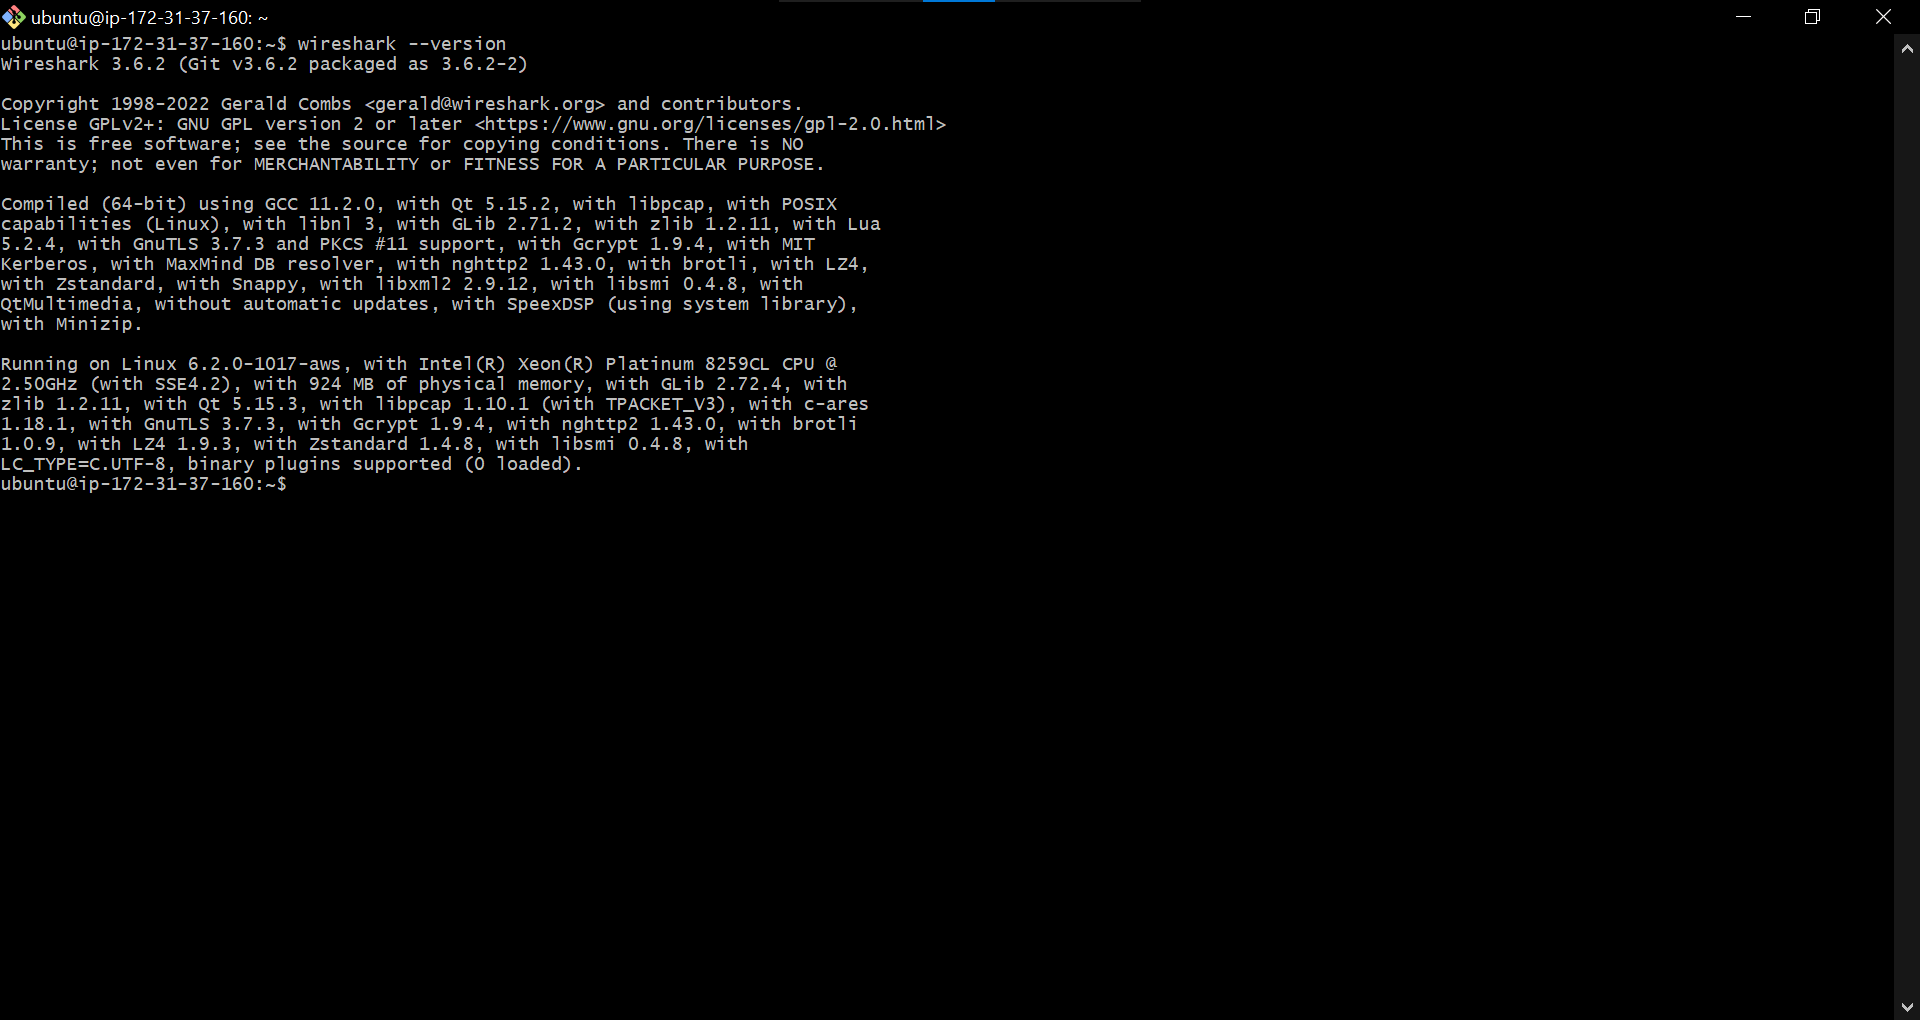 ubuntu@ip-172-31-37-160: ~
ubuntu@ip-172-31-37-160:~$ wireshark --version
Wireshark 3.6.2 (Git v3.6.2 packaged as 3.6.2-2)
Copyright 1998-2022 Gerald Combs <gerald@wireshark.org> and contributors.
License GPLv2+: GNU GPL version 2 or later <https://www.gnu.org/licenses/gpl-2.0.html>
This is free software; see the source for copying conditions. There is NO
warranty; not even for MERCHANTABILITY or FITNESS FOR A PARTICULAR PURPOSE.
Compiled (64-bit) using GCC 11.2.0, with Qt 5.15.2, with libpcap, with POSIX
capabilities (Linux), with libnl 3, with GLib 2.71.2, with zlib 1.2.11, with Lua
5.2.4, with GnuTLS 3.7.3 and PKCS #11 support, with Gcrypt 1.9.4, with MIT
Kerberos, with MaxMind DB resolver, with nghttp2 1.43.0, with brotli, with LZ4,
with Zstandard, with Snappy, with libxml2 2.9.12, with libsmi 0.4.8, with
QtMultimedia, without automatic updates, with SpeexDSP (using system library),
with Minizip.
Running on Linux 6.2.0-1017-aws, with Intel(R) Xeon(R) Platinum 8259CL CPU @
2.50GHz (with SSE4.2), with 924 MB of physical memory, with GLib 2.72.4, with
zlib 1.2.11, with Qt 5.15.3, with libpcap 1.10.1 (with TPACKET_V3), with c-ares
1.18.1, with GnuTLS 3.7.3, with Gcrypt 1.9.4, with nghttp2 1.43.0, with brotli
1.0.9, with LZ4 1.9.3, with Zstandard 1.4.8, with libsmi 0.4.8, with
LC_TYPE=C.UTF-8, binary plugins supported (0 loaded).
ubuntu@ip-172-31-37-160:~$